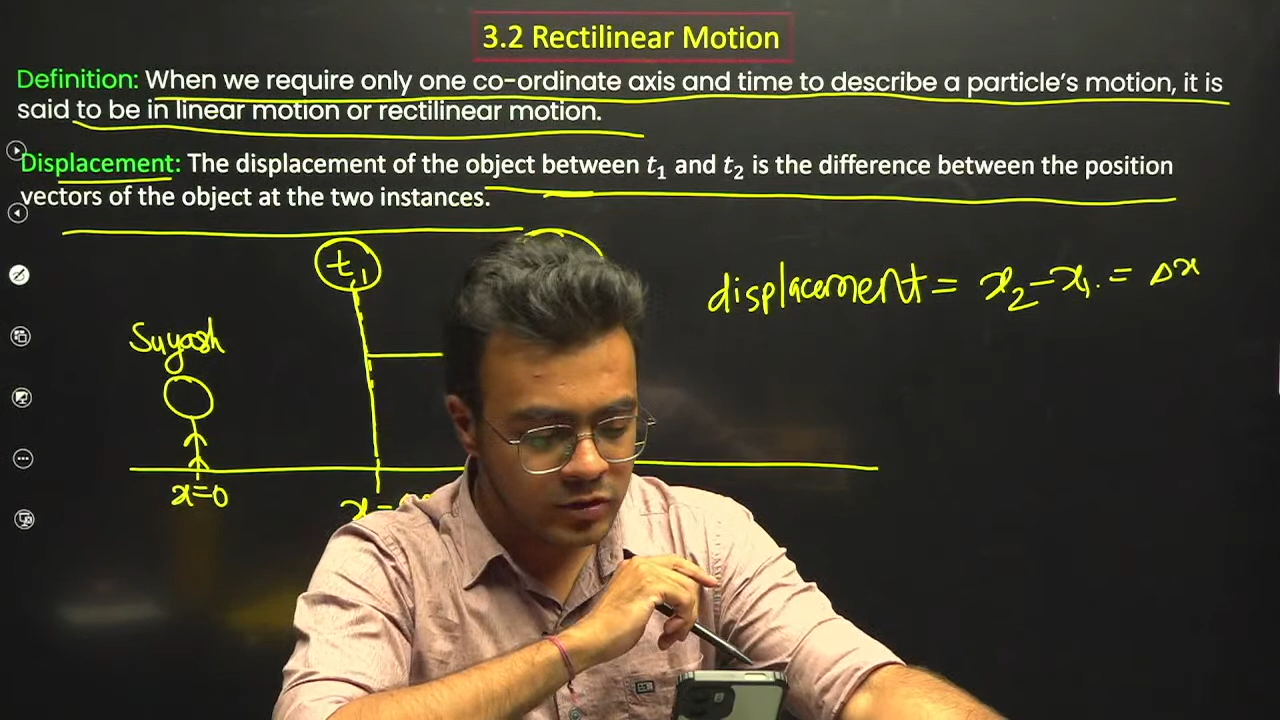 3.2 Rectilinear Motion
Definition: When we require only one co-ordinate axis and time to describe a particle's motion, it is
said to be in linear motion or rectilinear motion.
Displacement: The displacement of the object between t₁ and t₂ is the difference between the position
vectors of the object at the two instances.
t₁
displacement = x₂-x₁. = Δx
Suyash
x=0
x =